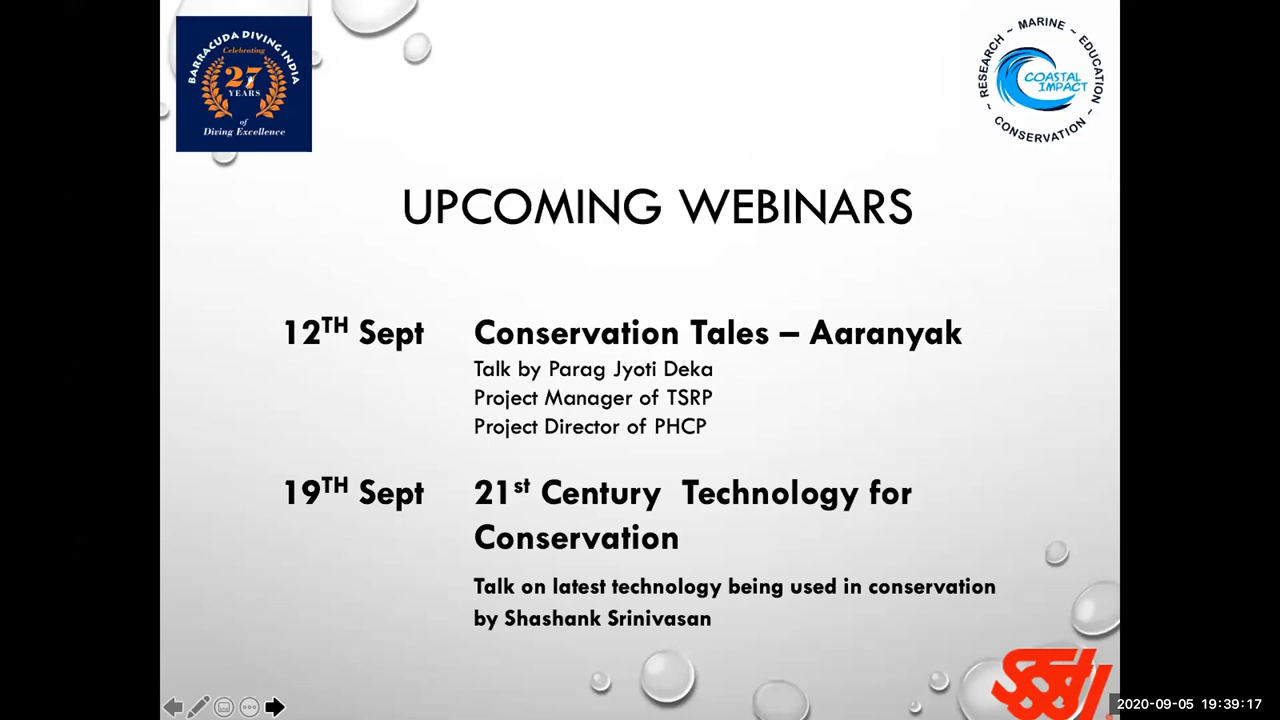 BARRACUDA DIVING INDIA
Celebrating
27
YEARS
of
Diving Excellence
RESEARCH ~ MARINE ~ EDUCATION ~ CONSERVATION ~
COASTAL
IMPACT
UPCOMING WEBINARS
12TH Sept
Conservation Tales – Aaranyak
Talk by Parag Jyoti Deka
Project Manager of TSRP
Project Director of PHCP
19TH Sept
21st Century Technology for
Conservation
Talk on latest technology being used in conservation
by Shashank Srinivasan
2020-09-05 19:39:17